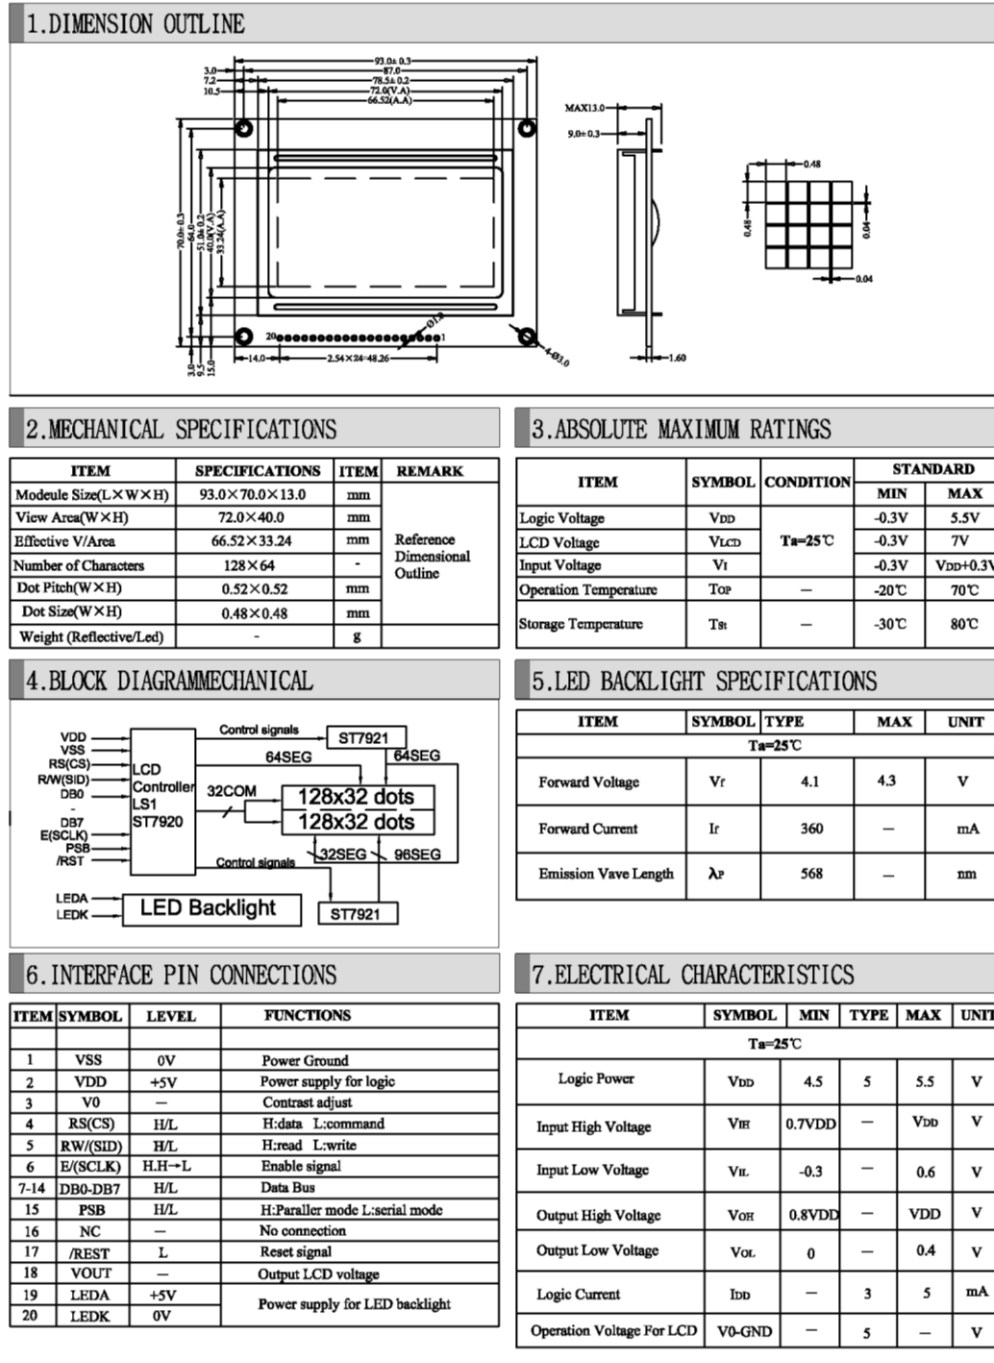 1.DIMENSION OUTLINE
93.0±0.3
3.0
87.0
7.2
78.5±0.2
10.5
72.0(V.A)
66.52(A.A)
MAX13.0
9.0±0.3
0.48
0.48
0.04
0.04
70.0±0.3
64.0
51.0±0.2
40.0(V.A)
33.24(A.A)
20
1
4-Ø3.0
14.0
2.54×24=48.26
1.60
3.0
9.5
15.0
2.MECHANICAL SPECIFICATIONS
ITEM SPECIFICATIONS ITEM REMARK
Modeule Size(L×W×H) 93.0×70.0×13.0 mm
View Area(W×H) 72.0×40.0 mm
Effective V/Area 66.52×33.24 mm
Number of Characters 128×64 -
Dot Pitch(W×H) 0.52×0.52 mm
Dot Size(W×H) 0.48×0.48 mm
Reference
Dimensional
Outline
Weight (Reflective/Led) - g
3.ABSOLUTE MAXIMUM RATINGS
ITEM SYMBOL CONDITION STANDARD
MIN MAX
Logic Voltage VDD -0.3V 5.5V
LCD Voltage VLCD Ta=25℃ -0.3V 7V
Input Voltage VI -0.3V VDD+0.3V
Operation Temperature TOP — -20℃ 70℃
Storage Temperature TSt — -30℃ 80℃
4.BLOCK DIAGRAMMECHANICAL
VDD
VSS
RS(CS)
R/W(SID)
DB0
-
DB7
E(SCLK)
PSB
/RST
LCD
Controller
LS1
ST7920
Control signals
ST7921
64SEG
64SEG
32COM
128x32 dots
128x32 dots
32SEG
96SEG
Control signals
ST7921
LEDA
LEDK
LED Backlight
5.LED BACKLIGHT SPECIFICATIONS
ITEM SYMBOL TYPE MAX UNIT
Ta=25℃
Forward Voltage Vf 4.1 4.3 V
Forward Current If 360 — mA
Emission Vave Length λP 568 — nm
6.INTERFACE PIN CONNECTIONS
ITEM SYMBOL LEVEL FUNCTIONS
1 VSS 0V Power Ground
2 VDD +5V Power supply for logic
3 V0 — Contrast adjust
4 RS(CS) H/L H:data L:command
5 RW/(SID) H/L H:read L:write
6 E/(SCLK) H.H→L Enable signal
7-14 DB0-DB7 H/L Data Bus
15 PSB H/L H:Paraller mode L:serial mode
16 NC — No connection
17 /REST L Reset signal
18 VOUT — Output LCD voltage
19 LEDA +5V Power supply for LED backlight
20 LEDK 0V
7.ELECTRICAL CHARACTERISTICS
ITEM SYMBOL MIN TYPE MAX UNIT
Ta=25℃
Logic Power VDD 4.5 5 5.5 V
Input High Voltage VIH 0.7VDD — VDD V
Input Low Voltage VIL -0.3 — 0.6 V
Output High Voltage VOH 0.8VDD — VDD V
Output Low Voltage VOL 0 — 0.4 V
Logic Current IDD — 3 5 mA
Operation Voltage For LCD V0-GND — 5 — V